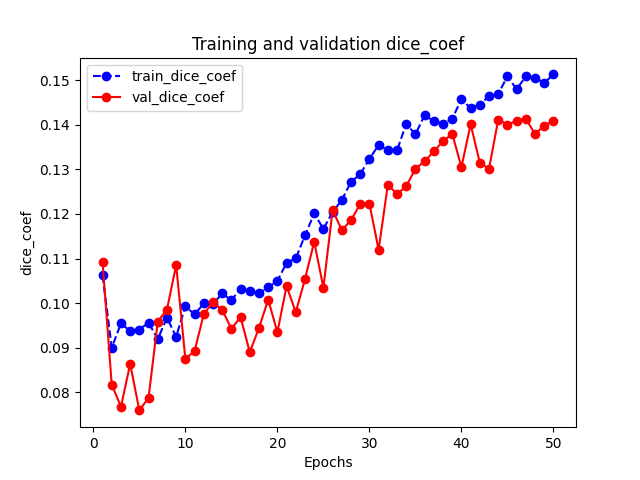 Training and validation dice_coef
train_dice_coef
val_dice_coef
dice_coef
0.15
0.14
0.13
0.12
0.11
0.10
0.09
0.08
0 10 20 30 40 50
Epochs